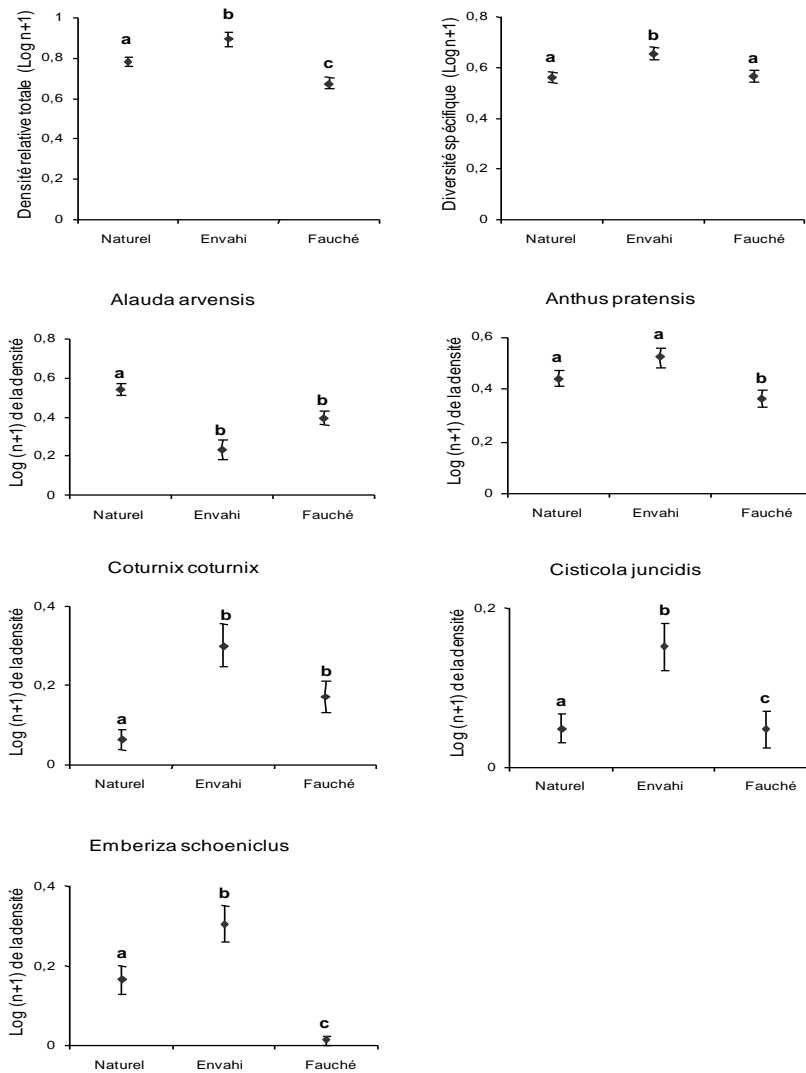 Densité relative totale (Log n+1)
1
0,8
0,6
0,4
0,2
0
a
b
c
Naturel Envahi Fauché
Diversité spécifique (Log n+1)
0,8
0,6
0,4
0,2
0
a
b
a
Naturel Envahi Fauché
Alauda arvensis
Log (n+1) de la densité
0,8
0,6
0,4
0,2
0
a
b
b
Naturel Envahi Fauché
Anthus pratensis
Log (n+1) de la densité
0,6
0,4
0,2
0
a
a
b
Naturel Envahi Fauché
Coturnix coturnix
Log (n+1) de la densité
0,4
0,2
0
a
b
b
Naturel Envahi Fauché
Cisticola juncidis
Log (n+1) de la densité
0,2
0
a
b
c
Naturel Envahi Fauché
Emberiza schoeniclus
Log (n+1) de la densité
0,4
0,2
0
a
b
c
Naturel Envahi Fauché